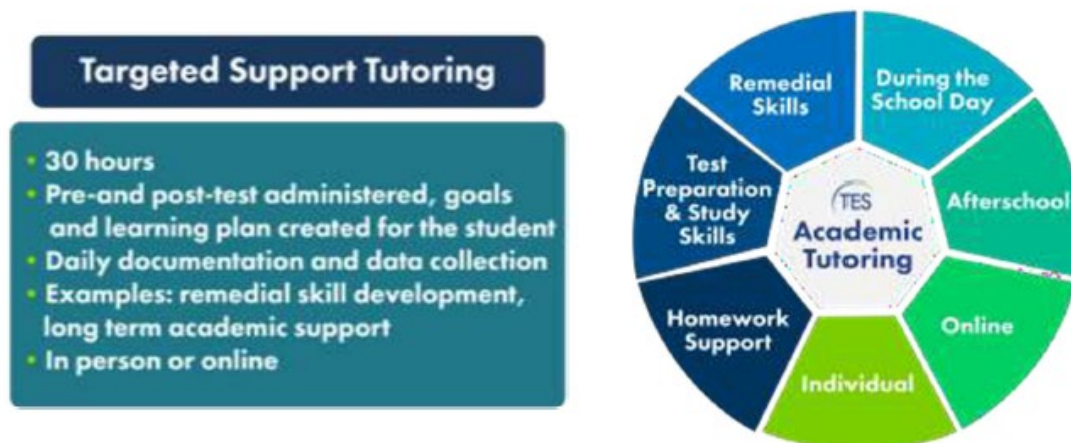 Targeted Support Tutoring
• 30 hours
• Pre-and post-test administered, goals
and learning plan created for the student
• Daily documentation and data collection
• Examples: remedial skill development,
long term academic support
• In person or online
Remedial
Skills
During the
School Day
Test
Preparation
& Study
Skills
TES
Academic
Tutoring
Afterschool
Homework
Support
Online
Individual